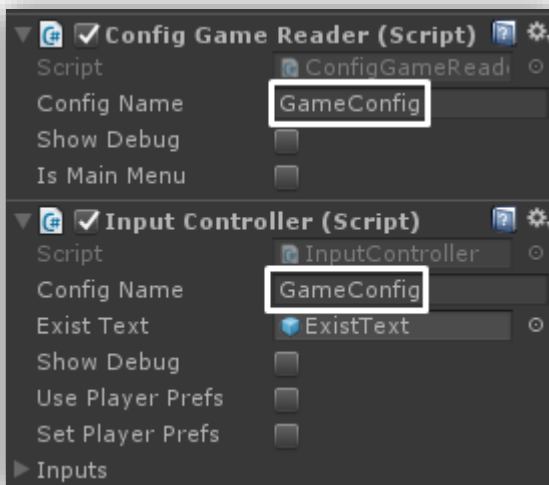 Config Game Reader (Script)
Script ConfigGameRead
Config Name GameConfig
Show Debug
Is Main Menu
Input Controller (Script)
Script InputController
Config Name GameConfig
Exist Text ExistText
Show Debug
Use Player Prefs
Set Player Prefs
Inputs